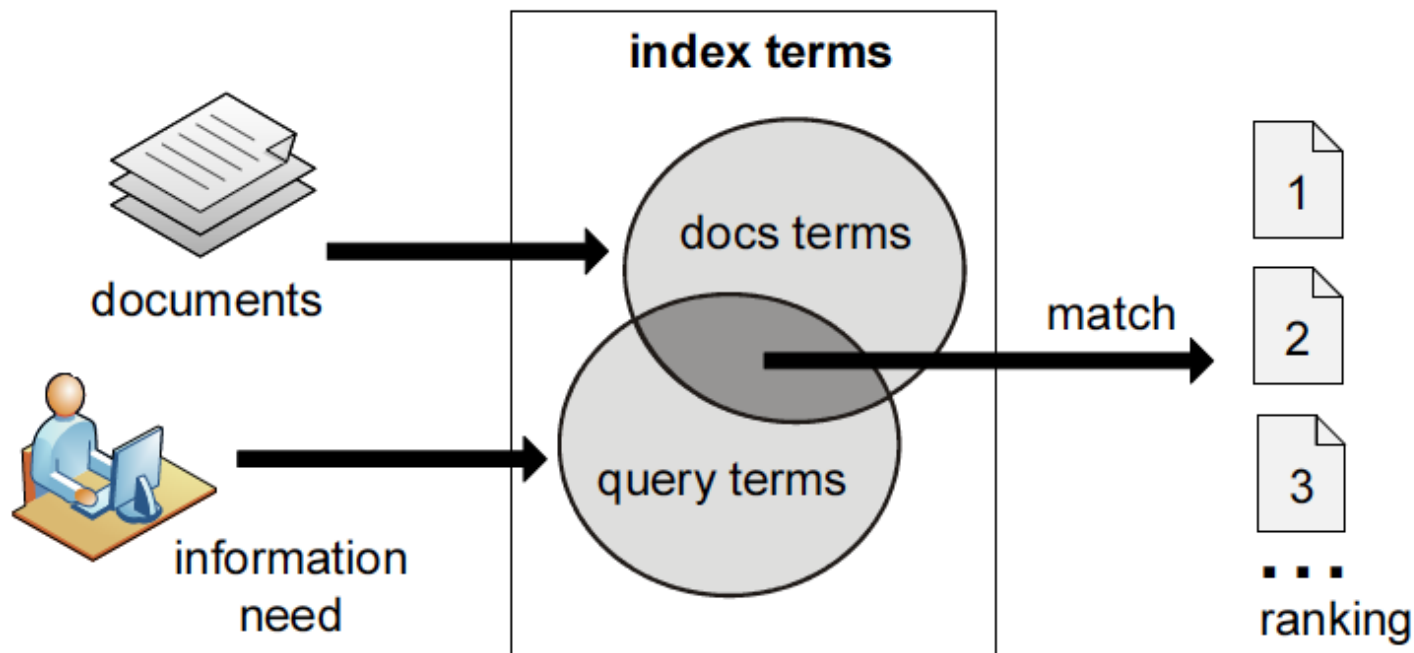 index terms
docs terms
documents
match
query terms
information
need
1
2
3
...
ranking